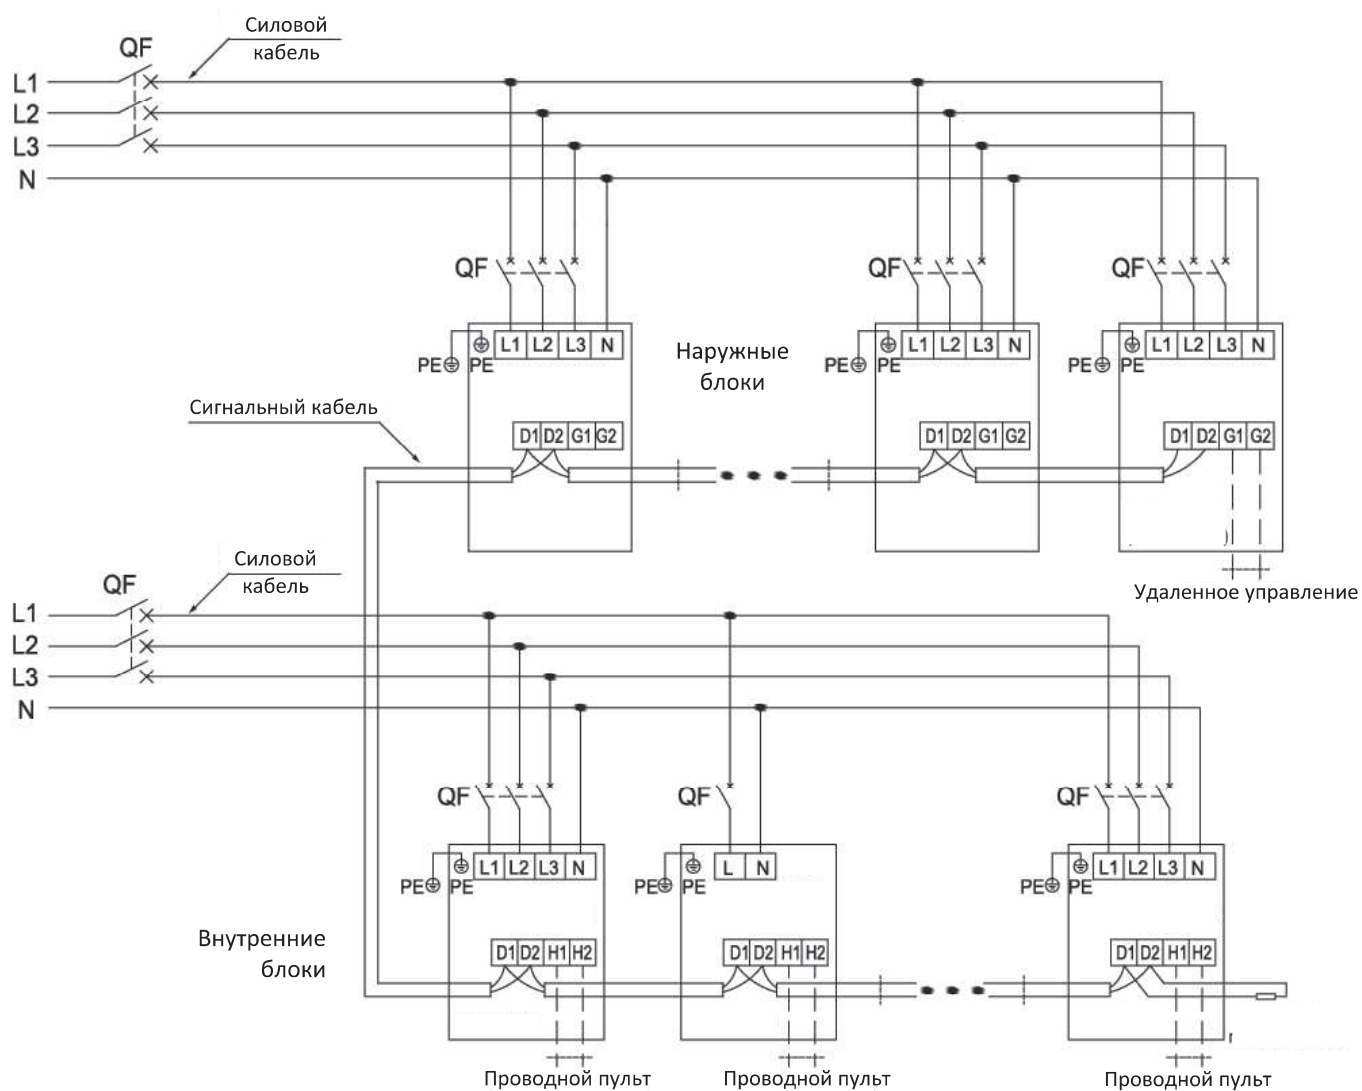 Силовой
кабель
QF
L1
L2
L3
N
QF
QF
QF
L1 L2 L3 N
L1 L2 L3 N
L1 L2 L3 N
PE PE
PE PE
PE PE
Наружные
блоки
Сигнальный кабель
D1 D2 G1 G2
D1 D2 G1 G2
D1 D2 G1 G2
Силовой
кабель
Удаленное управление
QF
L1
L2
L3
N
QF
QF
QF
L1 L2 L3 N
L N
L1 L2 L3 N
PE PE
PE PE
PE PE
Внутренние
блоки
D1 D2 H1 H2
D1 D2 H1 H2
D1 D2 H1 H2
Проводной пульт
Проводной пульт
Проводной пульт